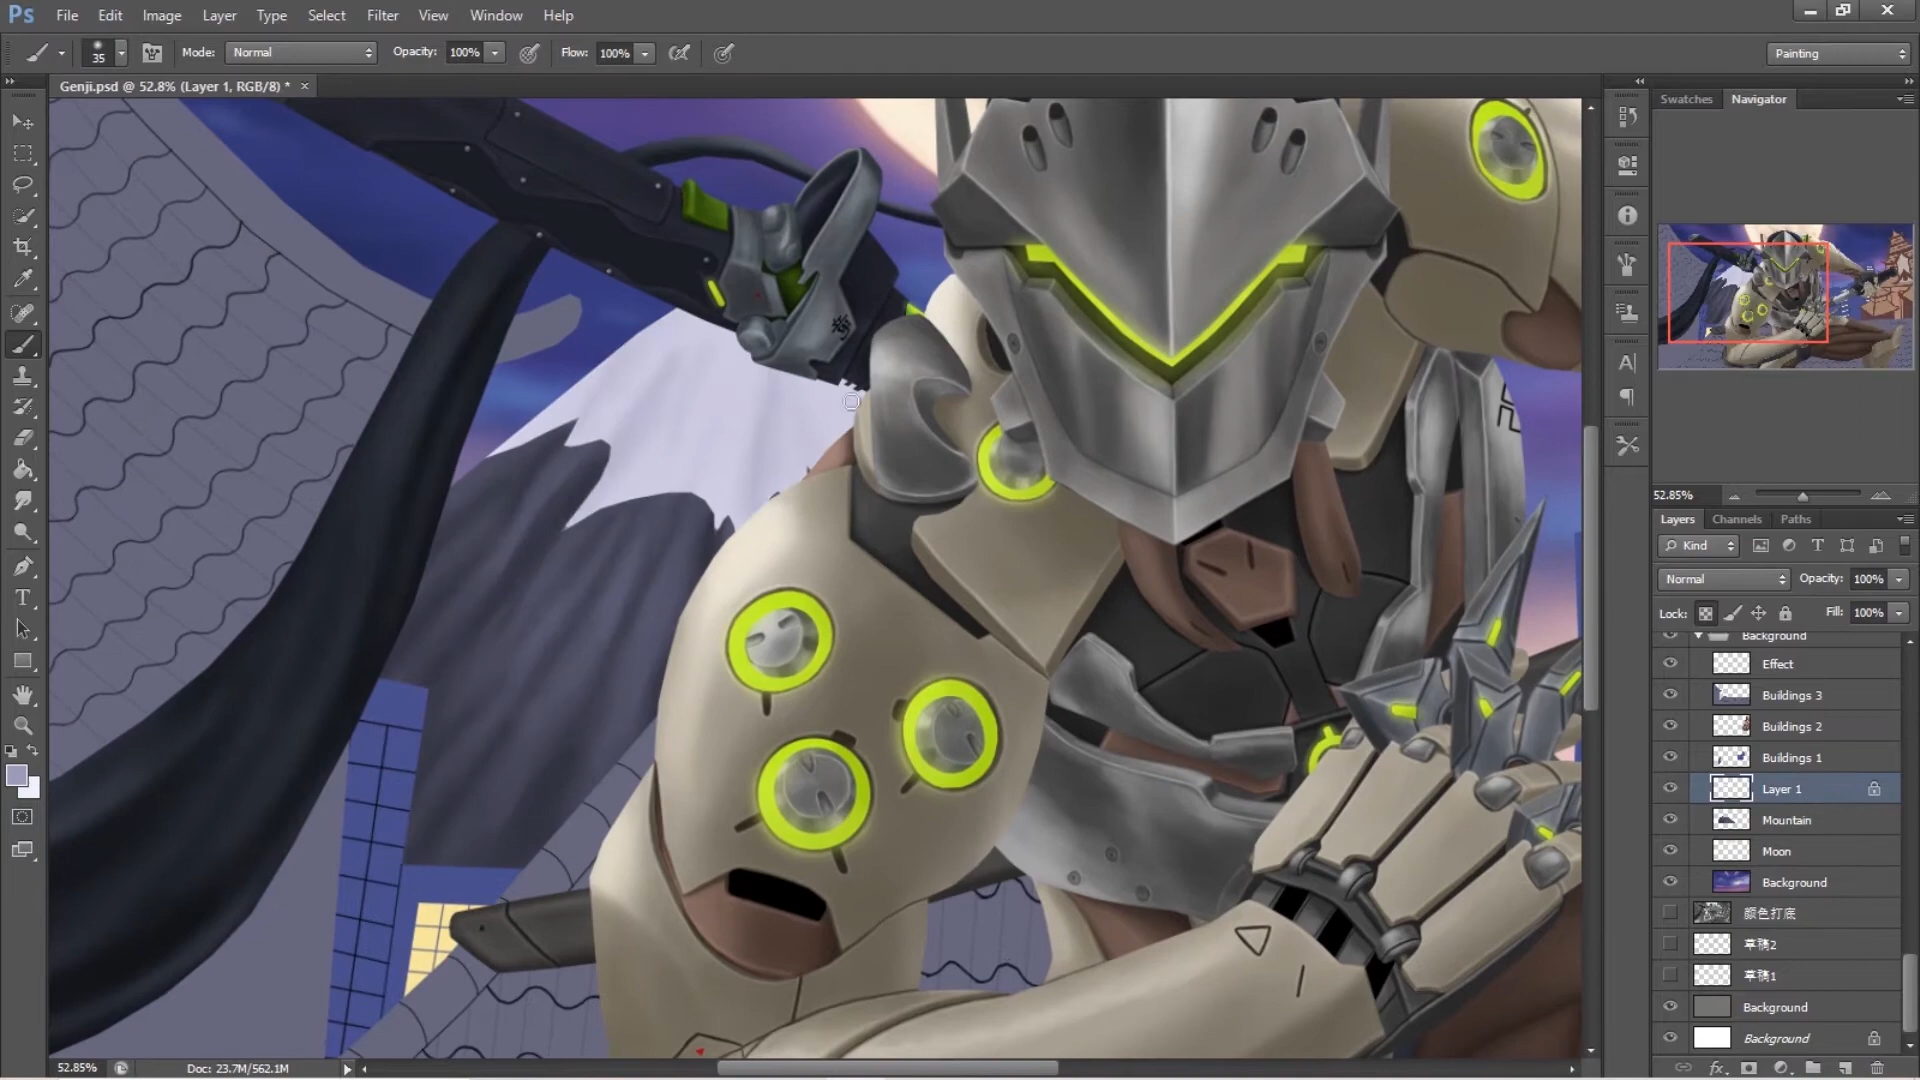 Ps File Edit Image Layer Type Select Filter View Window Help
35 Mode: Normal Opacity: 100% Flow: 100% Painting
Genji.psd @ 52.8% (Layer 1, RGB/8) * ×
Swatches Navigator
52.85%
Layers Channels Paths
Kind
Normal Opacity: 100%
Lock: Fill: 100%
Background
Effect
Buildings 3
Buildings 2
Buildings 1
Layer 1
Mountain
Moon
Background
颜色打底
草稿2
草稿1
Background
Background
52.85% Doc: 23.7M/562.1M